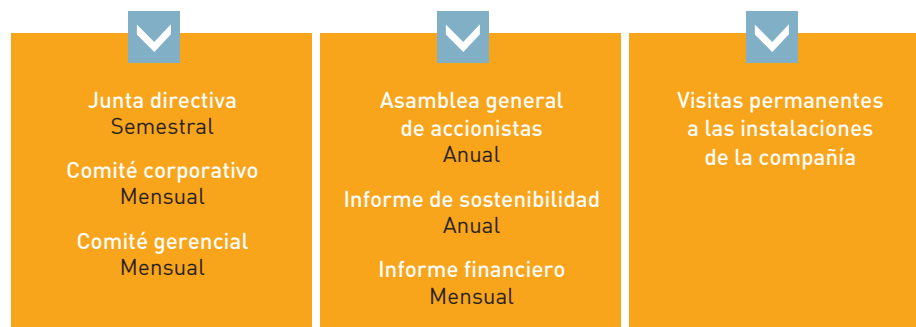 Junta directiva
Semestral
Comité corporativo
Mensual
Comité gerencial
Mensual
Asamblea general
de accionistas
Anual
Informe de sostenibilidad
Anual
Informe financiero
Mensual
Visitas permanentes
a las instalaciones
de la compañía